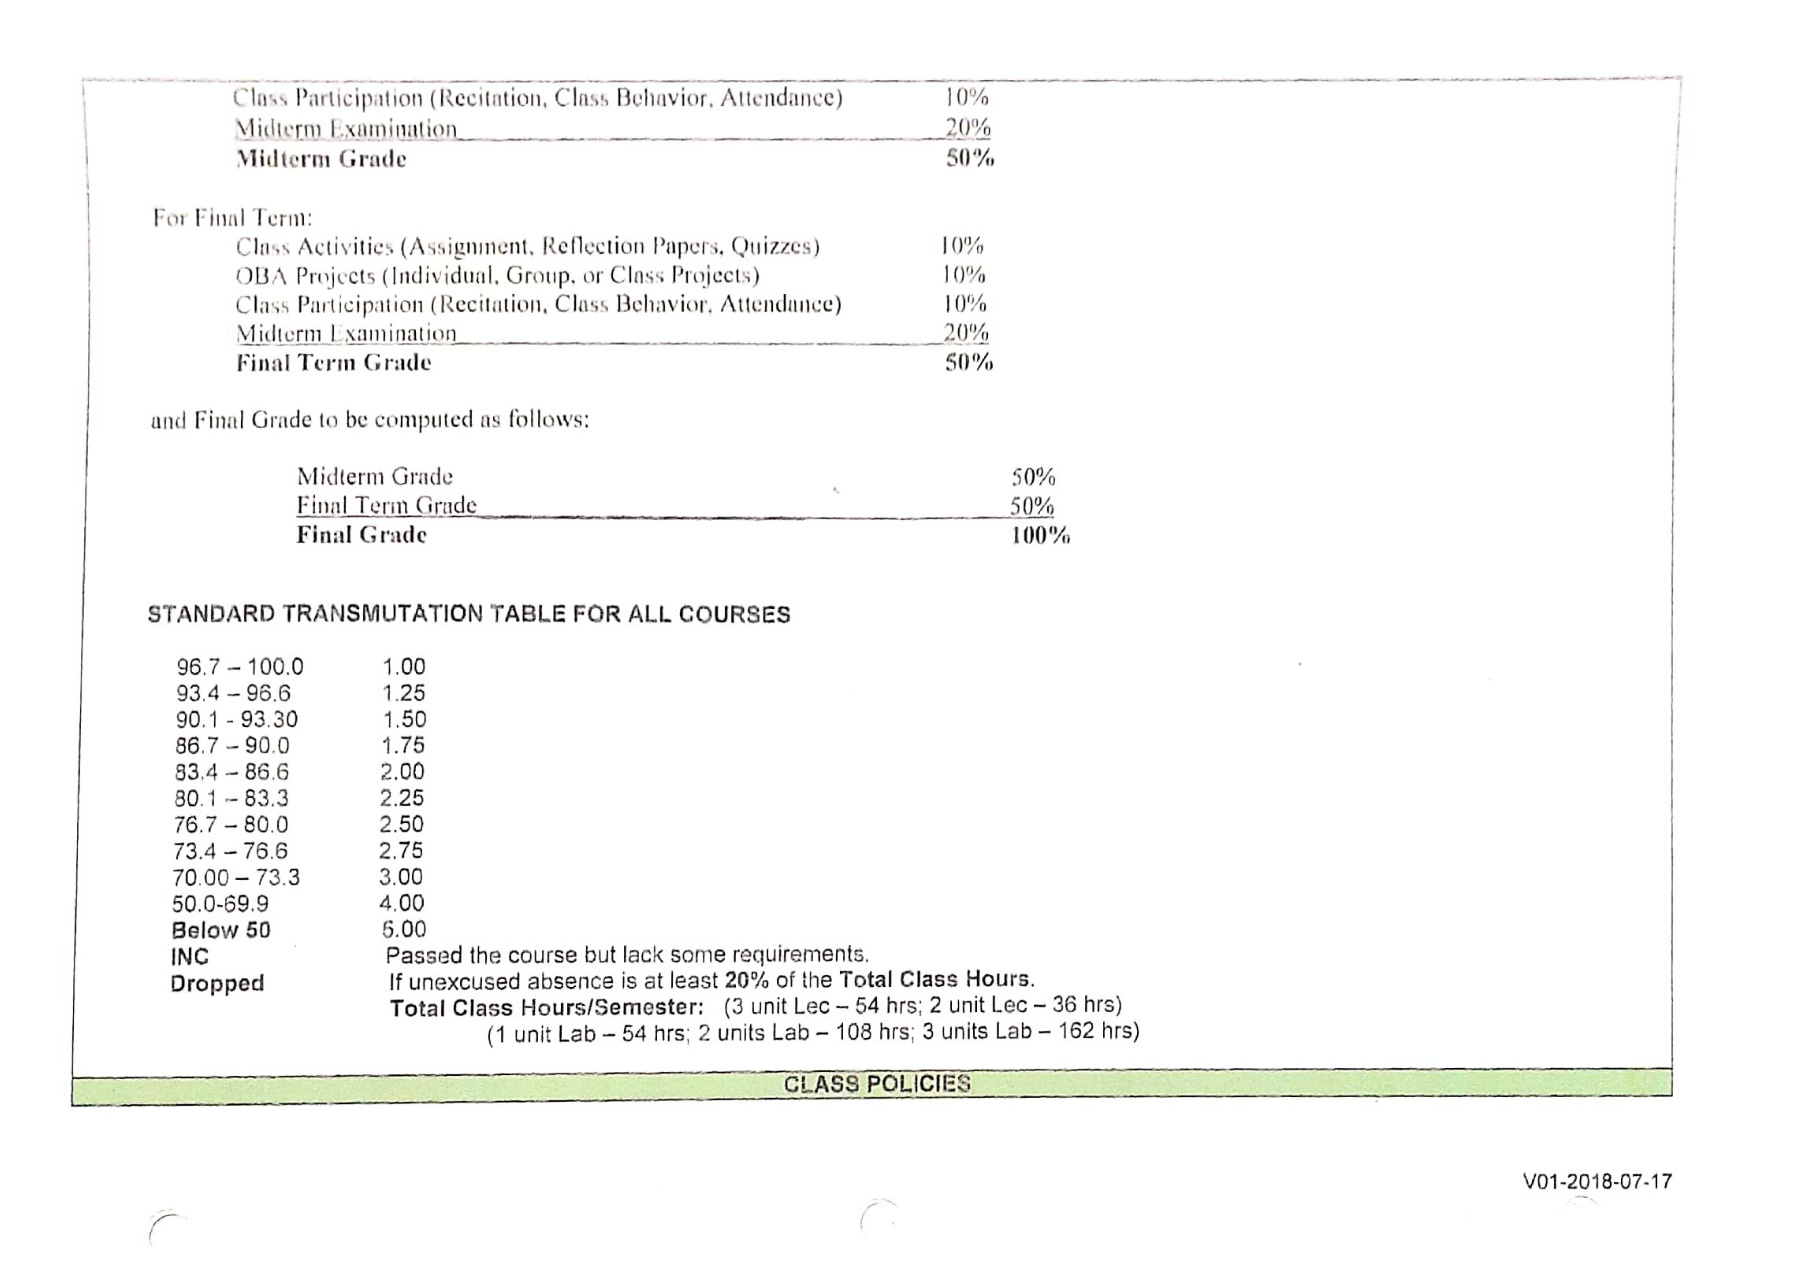 Class Participation (Recitation, Class Behavior, Attendance) 10%
Midterm Examination 20%
Midterm Grade 50%
For Final Term:
Class Activities (Assignment, Reflection Papers, Quizzes) 10%
OBA Projects (Individual, Group, or Class Projects) 10%
Class Participation (Recitation, Class Behavior, Attendance) 10%
Midterm Examination 20%
Final Term Grade 50%
and Final Grade to be computed as follows:
Midterm Grade 50%
Final Term Grade 50%
Final Grade 100%
STANDARD TRANSMUTATION TABLE FOR ALL COURSES
96.7 – 100.0 1.00
93.4 – 96.6 1.25
90.1 - 93.30 1.50
86.7 – 90.0 1.75
83.4 – 86.6 2.00
80.1 – 83.3 2.25
76.7 – 80.0 2.50
73.4 – 76.6 2.75
70.00 – 73.3 3.00
50.0-69.9 4.00
Below 50 5.00
INC Passed the course but lack some requirements.
Dropped If unexcused absence is at least 20% of the Total Class Hours.
Total Class Hours/Semester: (3 unit Lec – 54 hrs; 2 unit Lec – 36 hrs)
(1 unit Lab – 54 hrs; 2 units Lab – 108 hrs; 3 units Lab – 162 hrs)
CLASS POLICIES
V01-2018-07-17